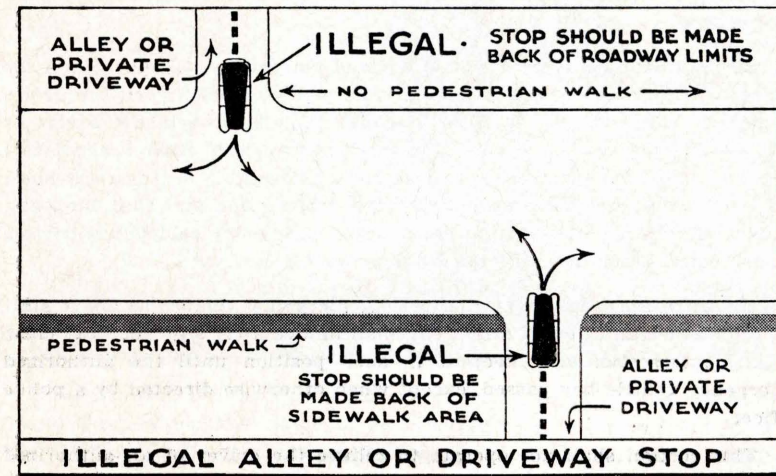 ALLEY OR
PRIVATE
DRIVEWAY
ILLEGAL· STOP SHOULD BE MADE
BACK OF ROADWAY LIMITS
NO PEDESTRIAN WALK
PEDESTRIAN WALK
ILLEGAL
STOP SHOULD BE
MADE BACK OF
SIDEWALK AREA
ALLEY OR
PRIVATE
DRIVEWAY
ILLEGAL ALLEY OR DRIVEWAY STOP